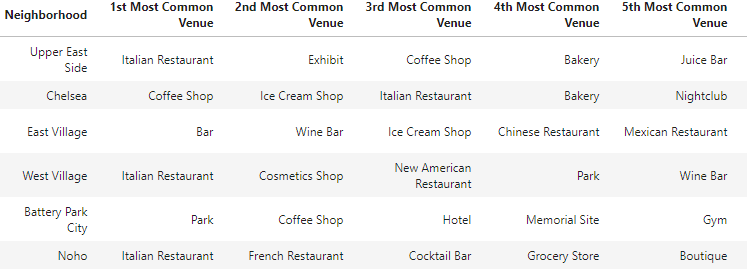 Neighborhood 1st Most Common Venue 2nd Most Common Venue 3rd Most Common Venue 4th Most Common Venue 5th Most Common Venue
Upper East Side Italian Restaurant Exhibit Coffee Shop Bakery Juice Bar
Chelsea Coffee Shop Ice Cream Shop Italian Restaurant Bakery Nightclub
East Village Bar Wine Bar Ice Cream Shop Chinese Restaurant Mexican Restaurant
West Village Italian Restaurant Cosmetics Shop New American Restaurant Park Wine Bar
Battery Park City Park Coffee Shop Hotel Memorial Site Gym
Noho Italian Restaurant French Restaurant Cocktail Bar Grocery Store Boutique